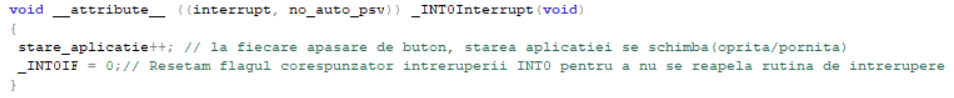 void __attribute__ ((interrupt, no_auto_psv)) _INT0Interrupt(void)
{
stare_aplicatie++; // la fiecare apasare de buton, starea aplicatiei se schimba(oprita/pornita)
_INT0IF = 0;// Resetam flagul corespunzator intreruperii INT0 pentru a nu se reapela rutina de intrerupere
}